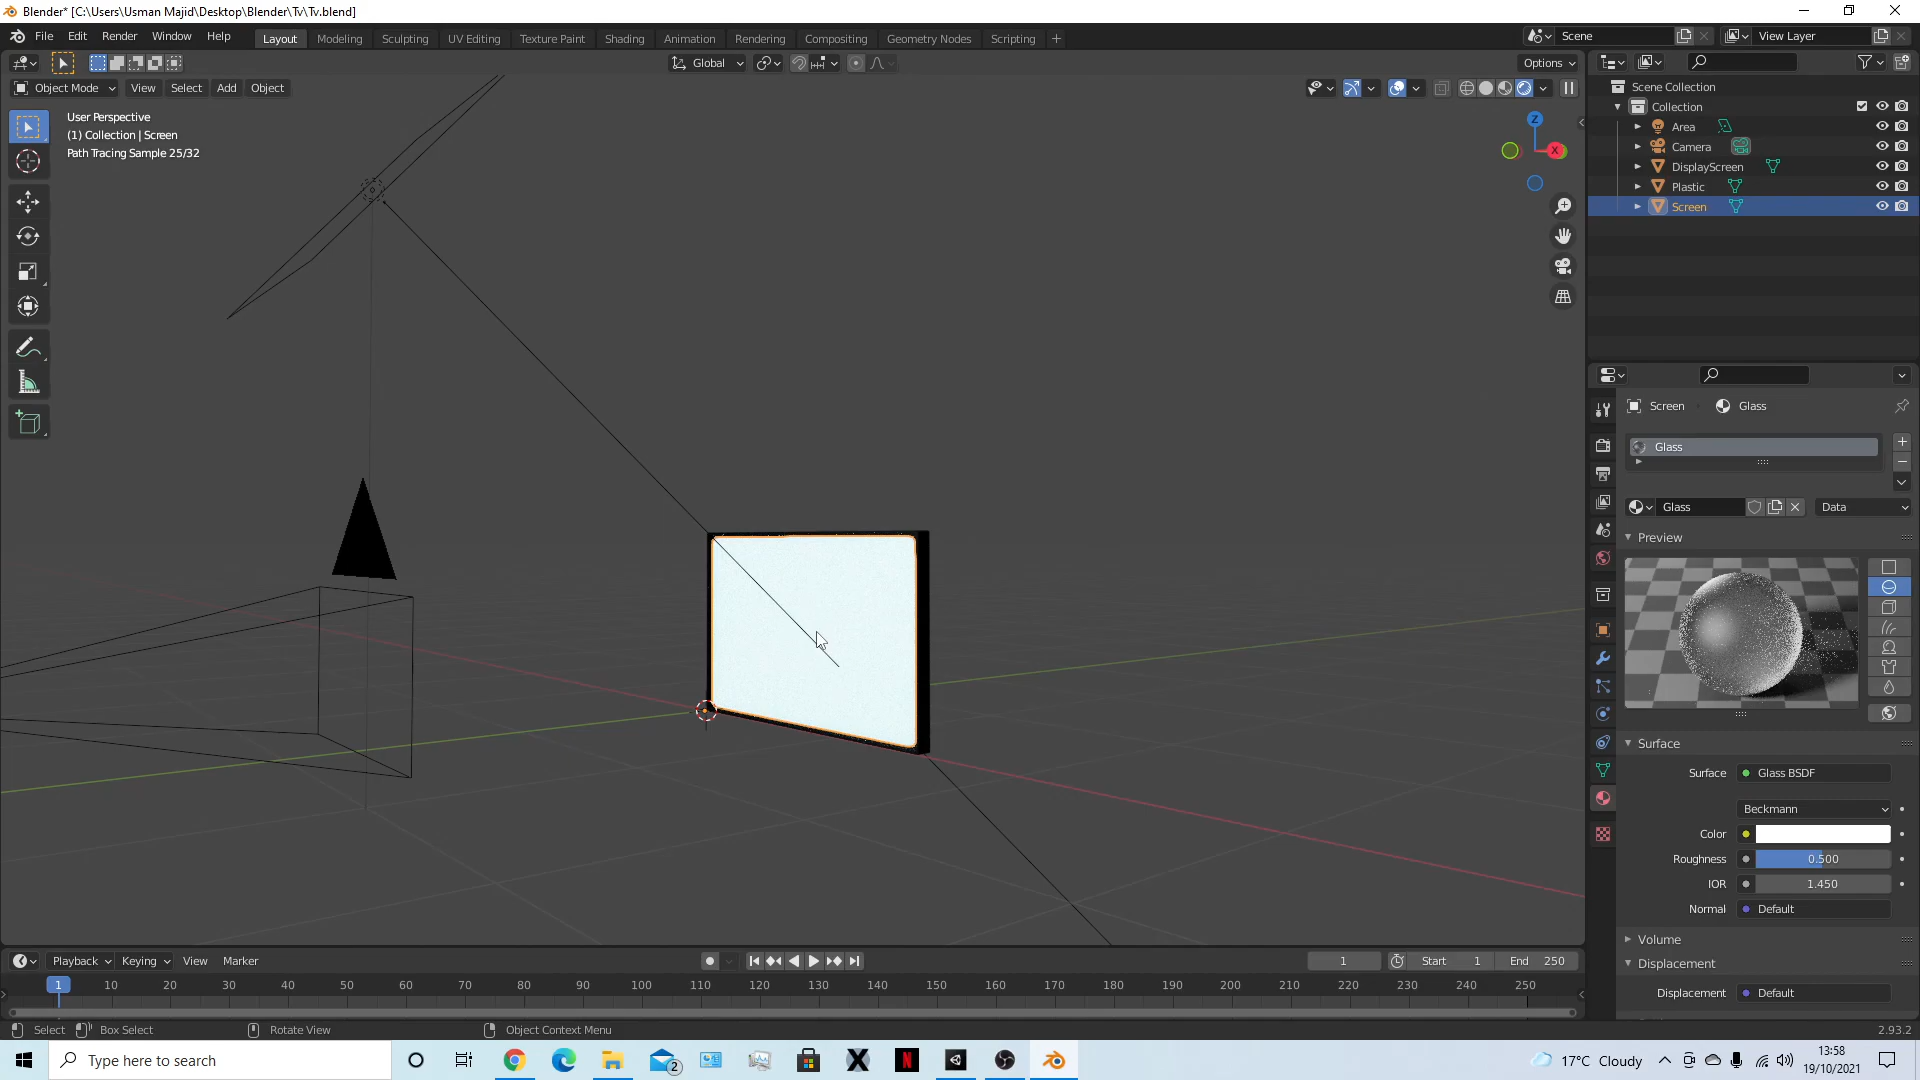 Blender* [C:\Users\Usman Majid\Desktop\Blender\Tv\Tv.blend]
File Edit Render Window Help Layout Modeling Sculpting UV Editing Texture Paint Shading Animation Rendering Compositing Geometry Nodes Scripting + Scene View Layer
Global Options
Object Mode View Select Add Object
User Perspective
(1) Collection | Screen
Path Tracing Sample 25/32
Z
X
Scene Collection
Collection
Area
Camera
DisplayScreen
Plastic
Screen
Screen Glass
Glass
Glass Data
Preview
Surface
Surface Glass BSDF
Beckmann
Color
Roughness 0.500
IOR 1.450
Normal Default
Volume
Displacement
Displacement Default
Playback Keying View Marker 1 Start 1 End 250
1 10 20 30 40 50 60 70 80 90 100 110 120 130 140 150 160 170 180 190 200 210 220 230 240 250
Select Box Select Rotate View Object Context Menu 2.93.2
Type here to search 2 17°C Cloudy 13:58
19/10/2021